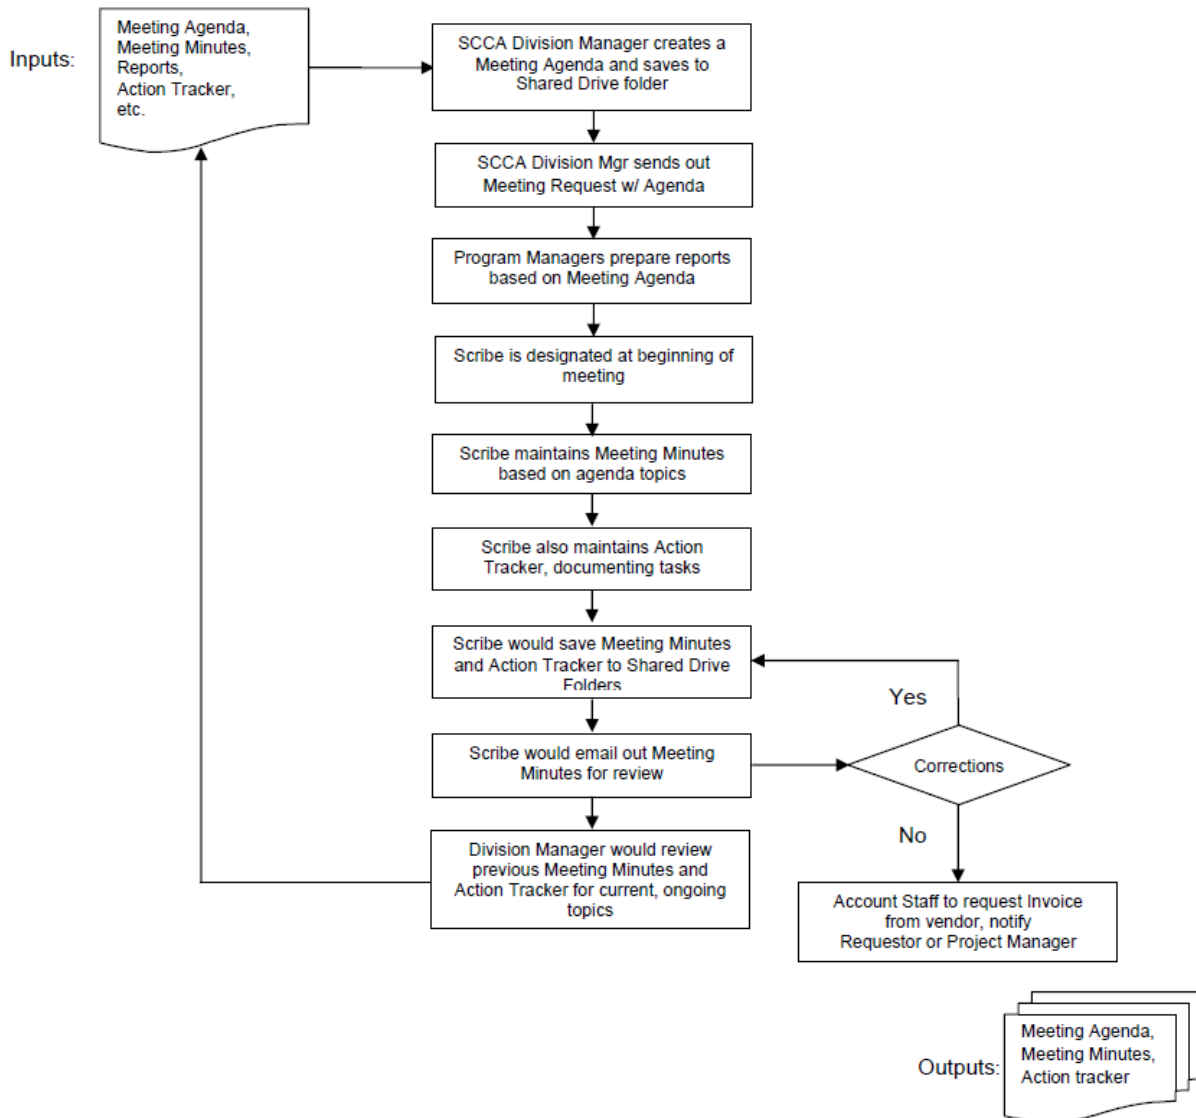 Inputs:
Meeting Agenda,
Meeting Minutes,
Reports,
Action Tracker,
etc.
SCCA Division Manager creates a
Meeting Agenda and saves to
Shared Drive folder
SCCA Division Mgr sends out
Meeting Request w/ Agenda
Program Managers prepare reports
based on Meeting Agenda
Scribe is designated at beginning of
meeting
Scribe maintains Meeting Minutes
based on agenda topics
Scribe also maintains Action
Tracker, documenting tasks
Scribe would save Meeting Minutes
and Action Tracker to Shared Drive
Folders
Yes
Scribe would email out Meeting
Minutes for review
Corrections
No
Division Manager would review
previous Meeting Minutes and
Action Tracker for current, ongoing
topics
Account Staff to request Invoice
from vendor, notify
Requestor or Project Manager
Outputs:
Meeting Agenda,
Meeting Minutes,
Action tracker